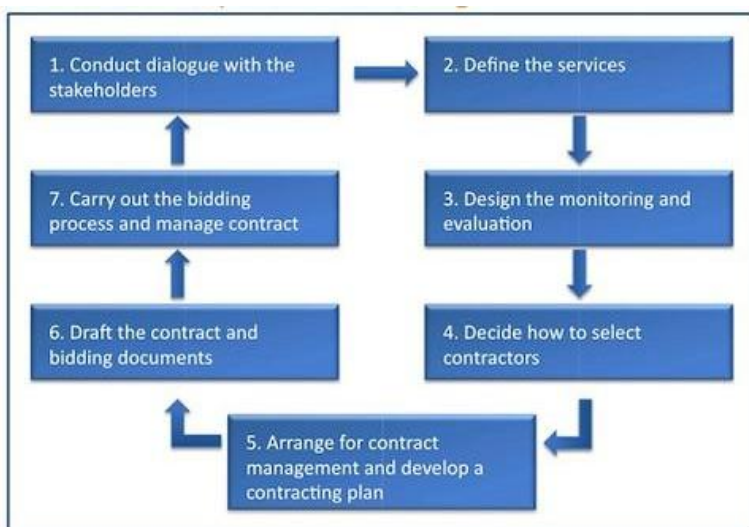 1. Conduct dialogue with the
stakeholders
2. Define the services
3. Design the monitoring and
evaluation
4. Decide how to select
contractors
5. Arrange for contract
management and develop a
contracting plan
6. Draft the contract and
bidding documents
7. Carry out the bidding
process and manage contract